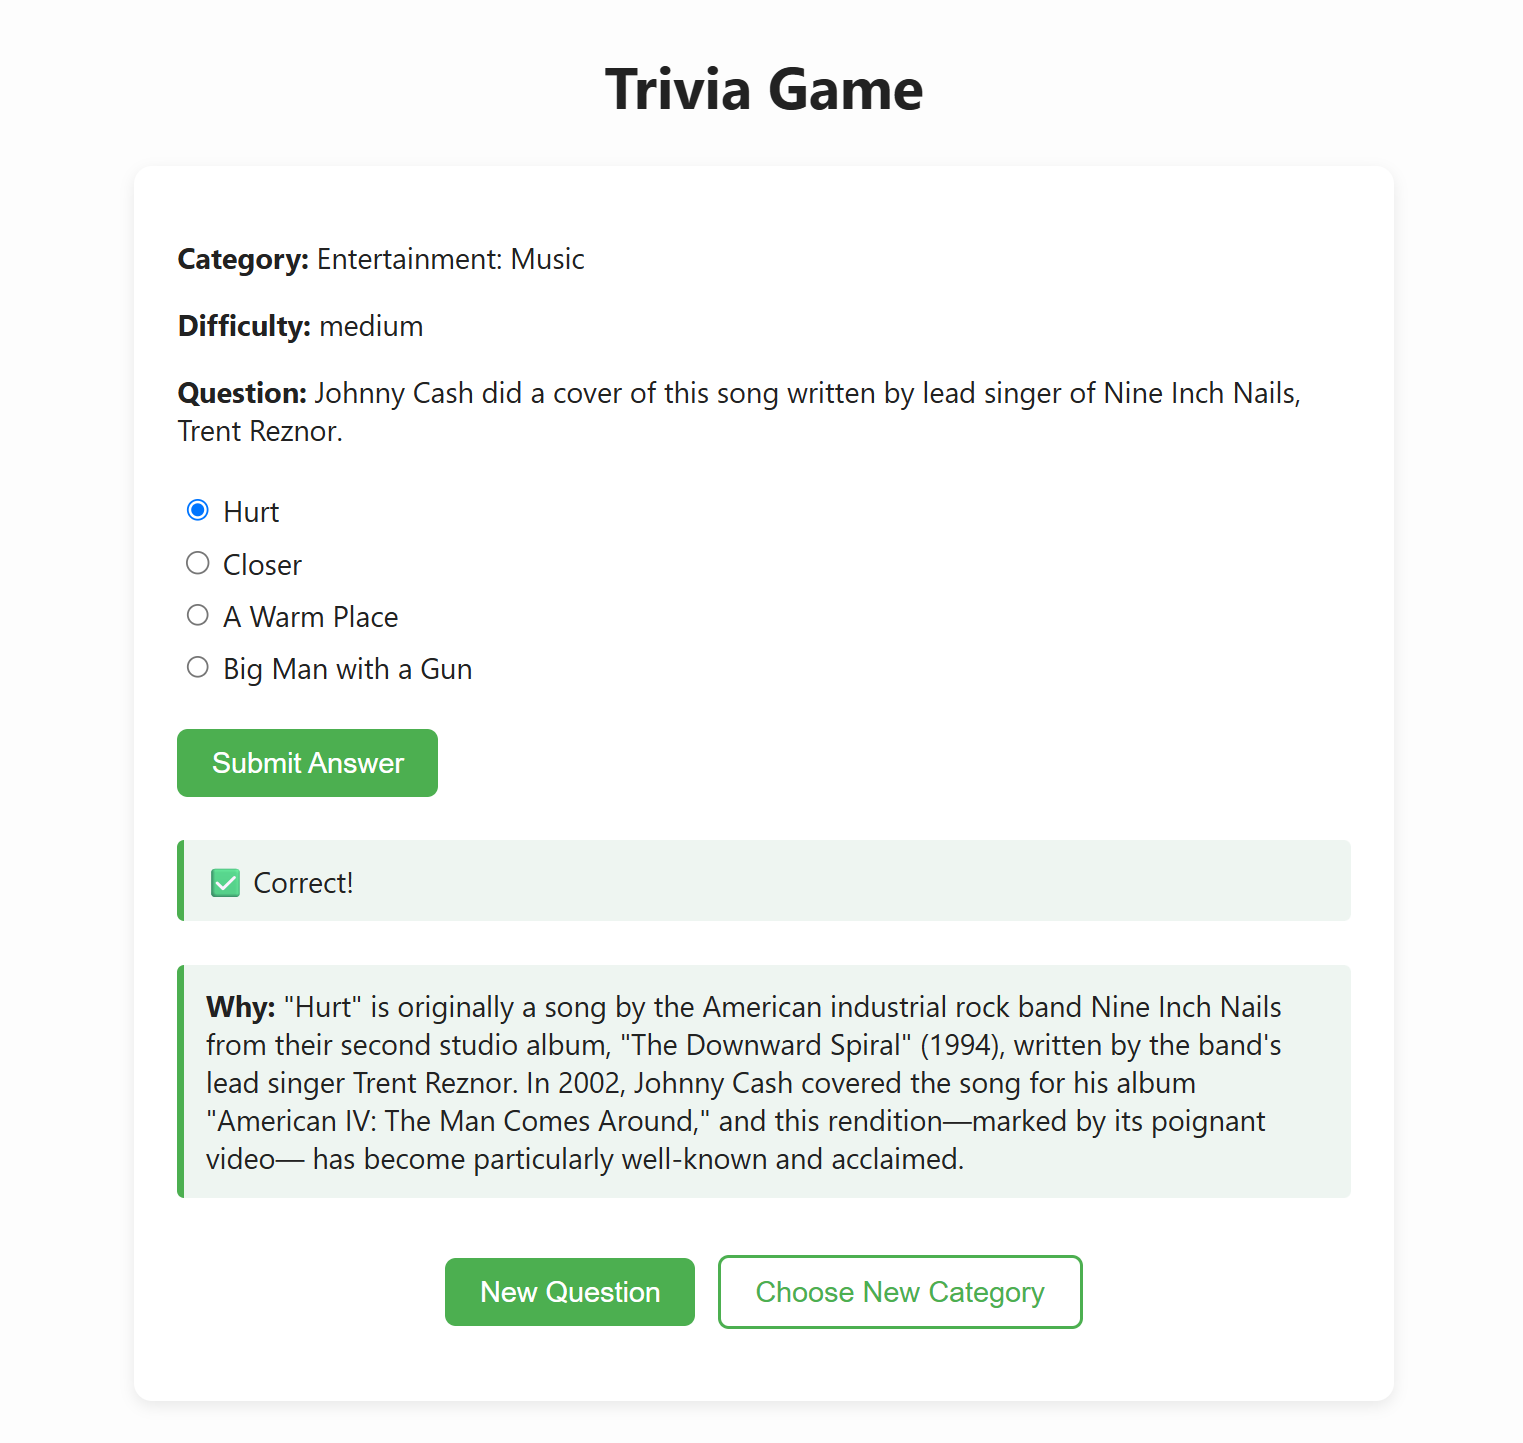 Trivia Game
Category: Entertainment: Music
Difficulty: medium
Question: Johnny Cash did a cover of this song written by lead singer of Nine Inch Nails,
Trent Reznor.
Hurt
Closer
A Warm Place
Big Man with a Gun
Submit Answer
✅ Correct!
Why: "Hurt" is originally a song by the American industrial rock band Nine Inch Nails
from their second studio album, "The Downward Spiral" (1994), written by the band's
lead singer Trent Reznor. In 2002, Johnny Cash covered the song for his album
"American IV: The Man Comes Around," and this rendition—marked by its poignant
video— has become particularly well-known and acclaimed.
New Question
Choose New Category